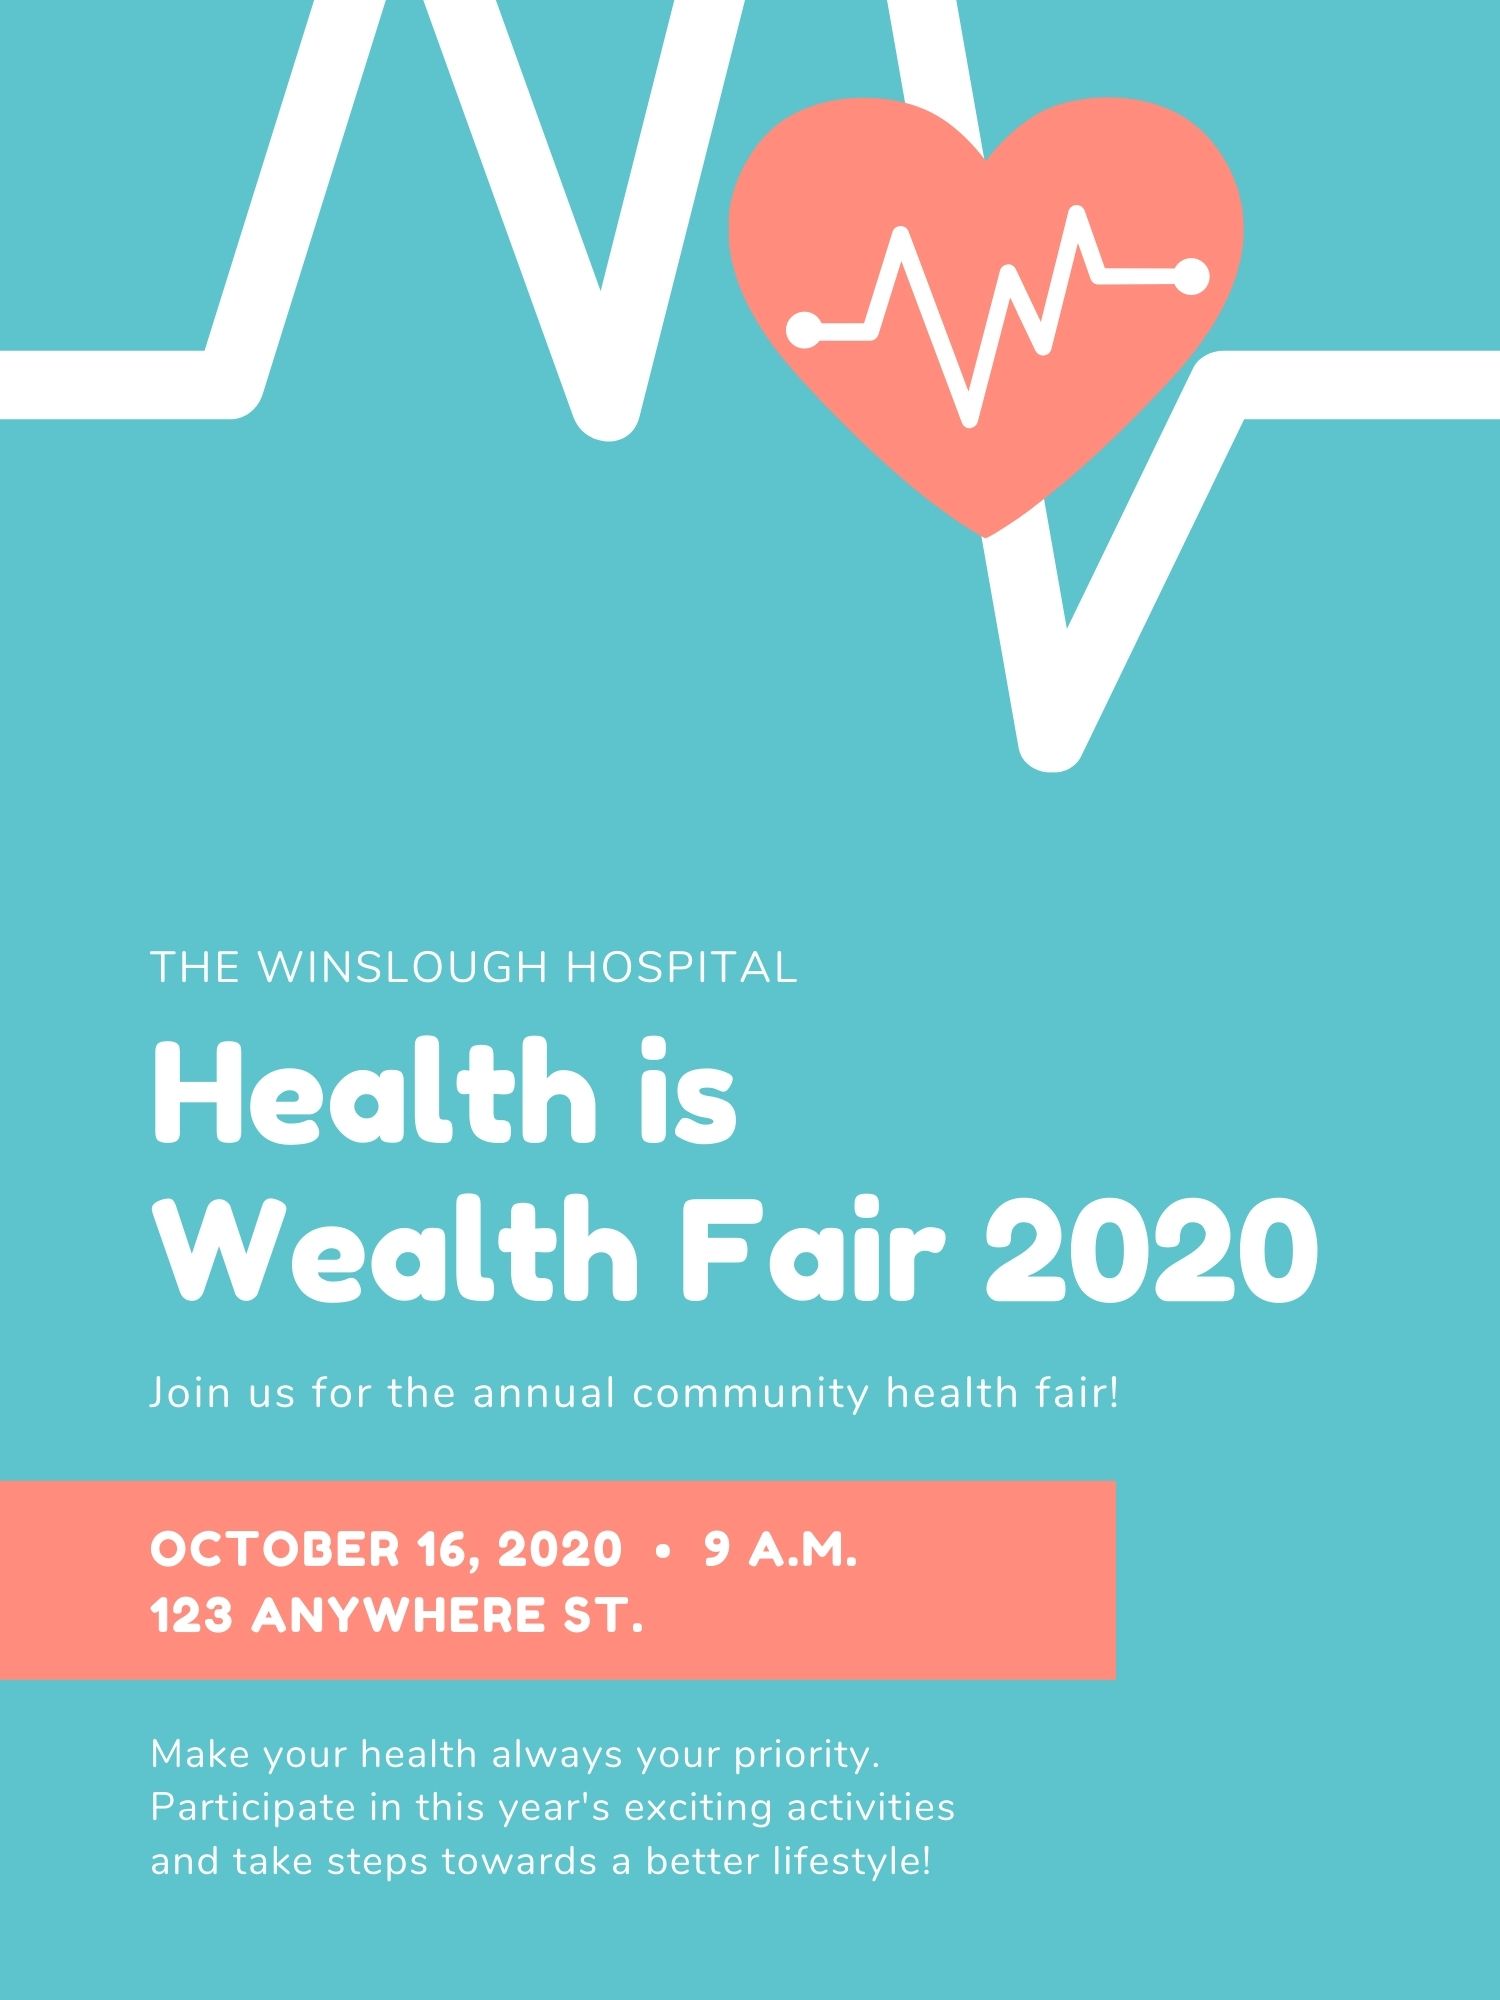 THE WINSLOUGH HOSPITAL
Health is
Wealth Fair 2020
Join us for the annual community health fair!
OCTOBER 16, 2020 • 9 A.M.
123 ANYWHERE ST.
Make your health always your priority.
Participate in this year's exciting activities
and take steps towards a better lifestyle!